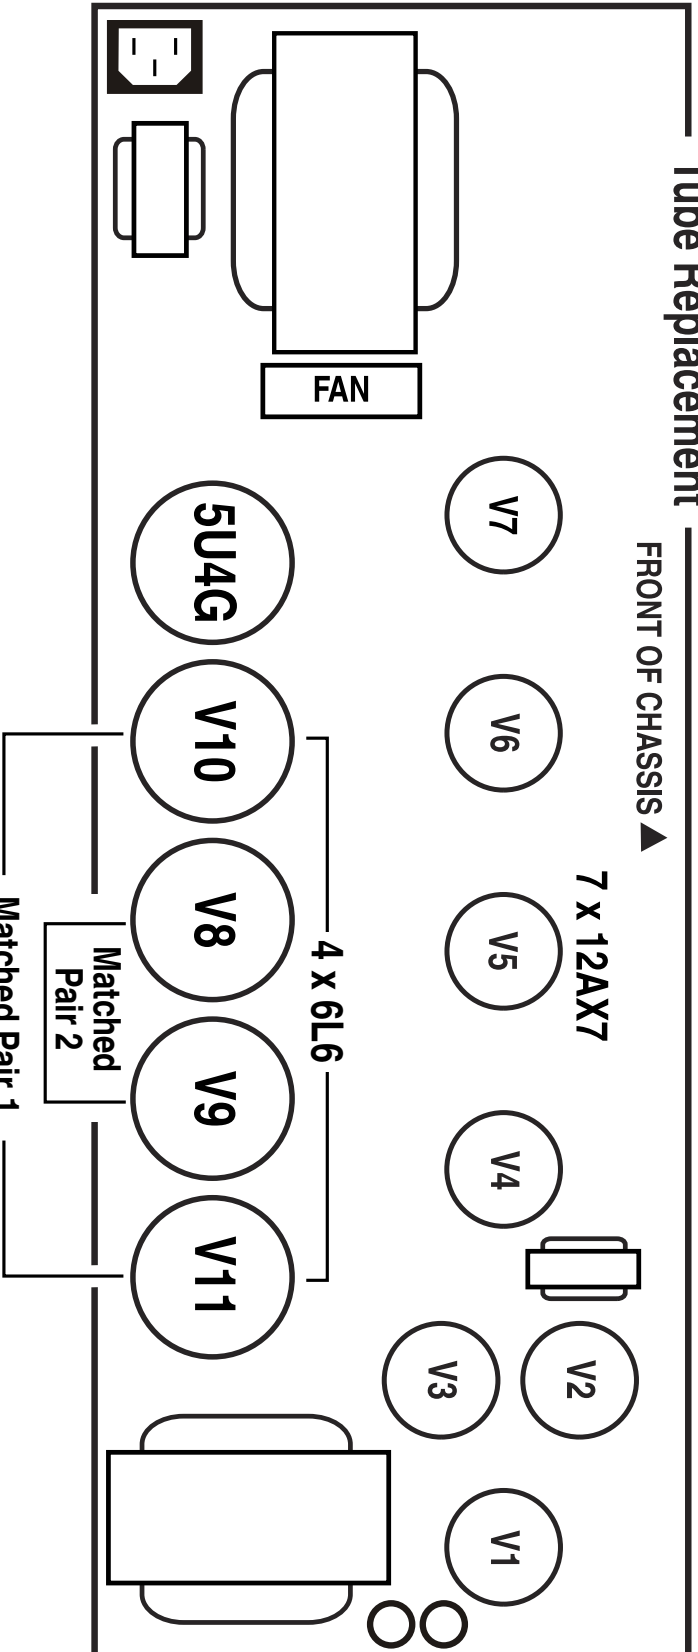 Tube Replacement
FRONT OF CHASSIS
7 x 12AX7
FAN
V7
V6
V5
V4
V3
V2
V1
4 x 6L6
5U4G
V10
V8
V9
V11
Matched
Pair 2
Matched Pair 1